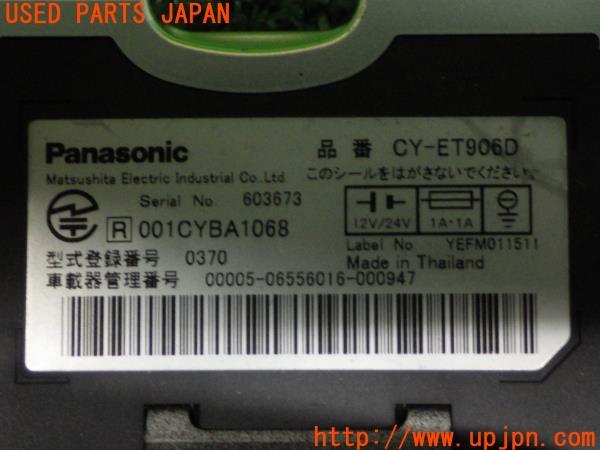 USED PARTS JAPAN
Panasonic
品 番 CY-ET906D
Matsushita Electric Industrial Co.,Ltd.
このシールをはがさないでください。
Serial No. 603673
R 001CYBA1068
12V/24V 1A・1A
Label No. YEFM011511
型式登録番号 0370
Made in Thailand
車載器管理番号 00005-06556016-000947
http://www.upjpn.com